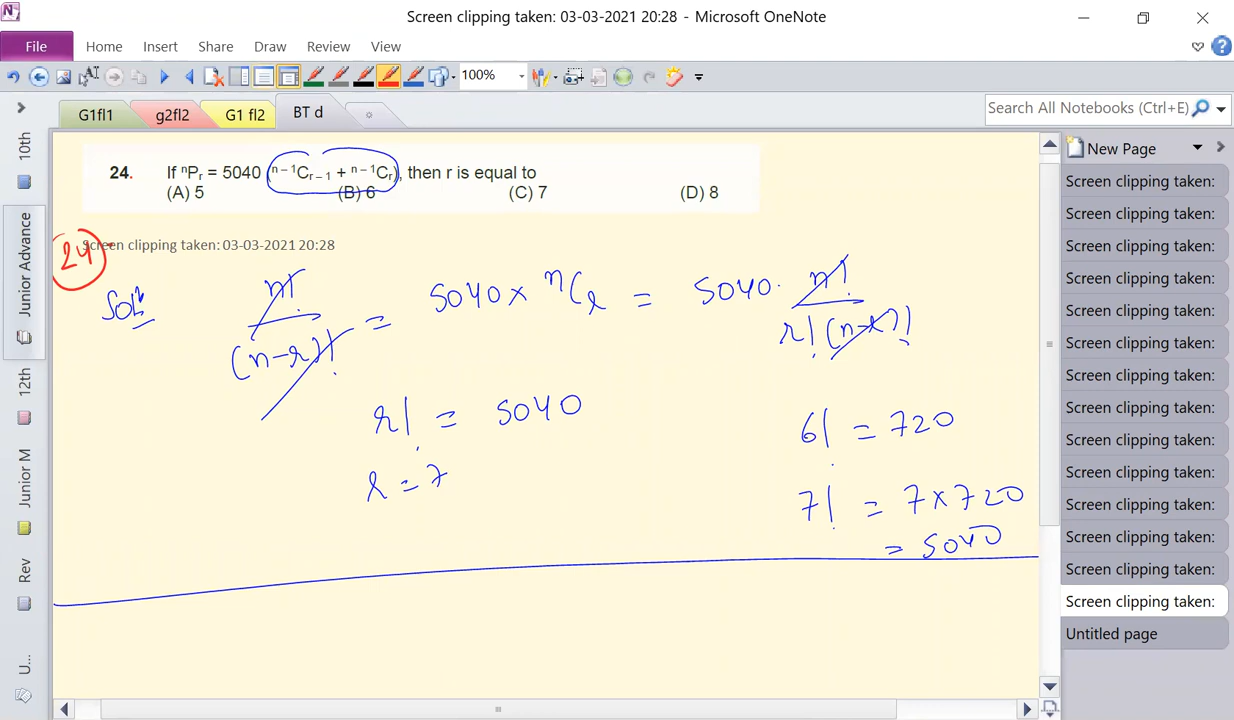 Screen clipping taken: 03-03-2021 20:28 - Microsoft OneNote
File Home Insert Share Draw Review View
100%
G1fl1 g2fl2 G1 fl2 BT d
Search All Notebooks (Ctrl+E)
10th
Junior Advance
12th
Junior M
Rev
U...
24. If ⁿPᵣ = 5040 (ⁿ⁻¹Cᵣ₋₁ + ⁿ⁻¹Cᵣ), then r is equal to
(A) 5 (B) 6 (C) 7 (D) 8
Screen clipping taken: 03-03-2021 20:28
24
Solⁿ
n! / (n-r)! = 5040 × ⁿCᵣ = 5040 · n! / r! (n-r)!
r! = 5040
r = 7
6! = 720
7! = 7 × 720
= 5040
New Page
Screen clipping taken:
Screen clipping taken:
Screen clipping taken:
Screen clipping taken:
Screen clipping taken:
Screen clipping taken:
Screen clipping taken:
Screen clipping taken:
Screen clipping taken:
Screen clipping taken:
Screen clipping taken:
Screen clipping taken:
Screen clipping taken:
Screen clipping taken:
Untitled page